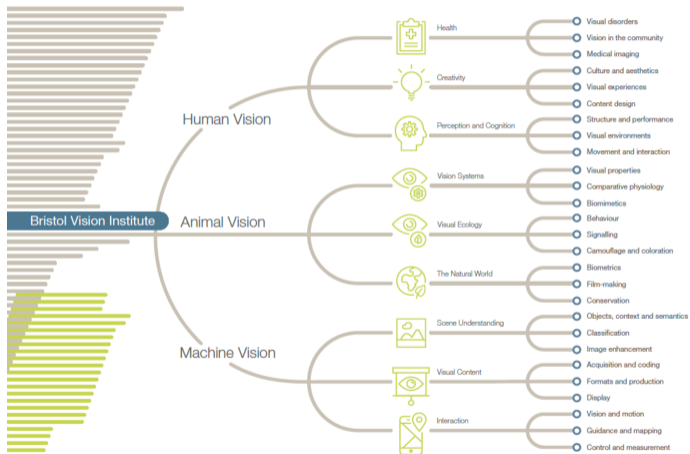 Bristol Vision Institute
Human Vision
Health
Visual disorders
Vision in the community
Medical imaging
Creativity
Culture and aesthetics
Visual experiences
Content design
Perception and Cognition
Structure and performance
Visual environments
Movement and interaction
Animal Vision
Vision Systems
Visual properties
Comparative physiology
Biomimetics
Visual Ecology
Behaviour
Signalling
Camouflage and coloration
The Natural World
Biometrics
Film-making
Conservation
Machine Vision
Scene Understanding
Objects, context and semantics
Classification
Image enhancement
Visual Content
Acquisition and coding
Formats and production
Display
Interaction
Vision and motion
Guidance and mapping
Control and measurement